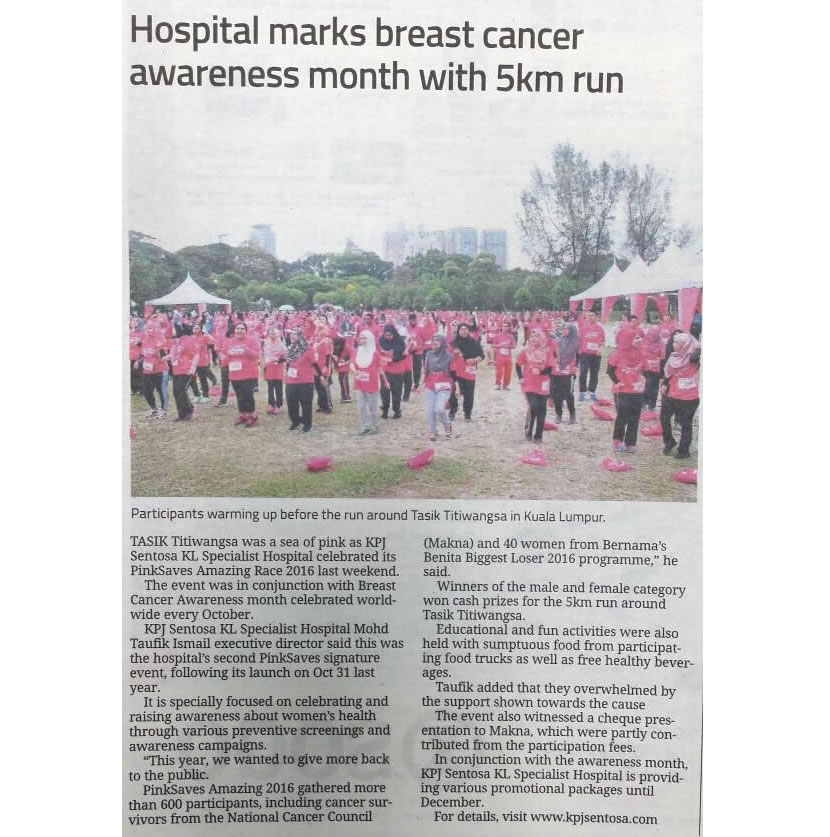 Hospital marks breast cancer
awareness month with 5km run
Participants warming up before the run around Tasik Titiwangsa in Kuala Lumpur.
TASIK Titiwangsa was a sea of pink as KPJ
Sentosa KL Specialist Hospital celebrated its
PinkSaves Amazing Race 2016 last weekend.
The event was in conjunction with Breast
Cancer Awareness month celebrated world-
wide every October.
KPJ Sentosa KL Specialist Hospital Mohd
Taufik Ismail executive director said this was
the hospital's second PinkSaves signature
event, following its launch on Oct 31 last
year.
It is specially focused on celebrating and
raising awareness about women's health
through various preventive screenings and
awareness campaigns.
"This year, we wanted to give more back
to the public.
PinkSaves Amazing 2016 gathered more
than 600 participants, including cancer sur-
vivors from the National Cancer Council
(Makna) and 40 women from Bernama's
Benita Biggest Loser 2016 programme," he
said.
Winners of the male and female category
won cash prizes for the 5km run around
Tasik Titiwangsa.
Educational and fun activities were also
held with sumptuous food from participat-
ing food trucks as well as free healthy bever-
ages.
Taufik added that they overwhelmed by
the support shown towards the cause
The event also witnessed a cheque pres-
entation to Makna, which were partly con-
tributed from the participation fees.
In conjunction with the awareness month,
KPJ Sentosa KL Specialist Hospital is provid-
ing various promotional packages until
December.
For details, visit www.kpjsentosa.com